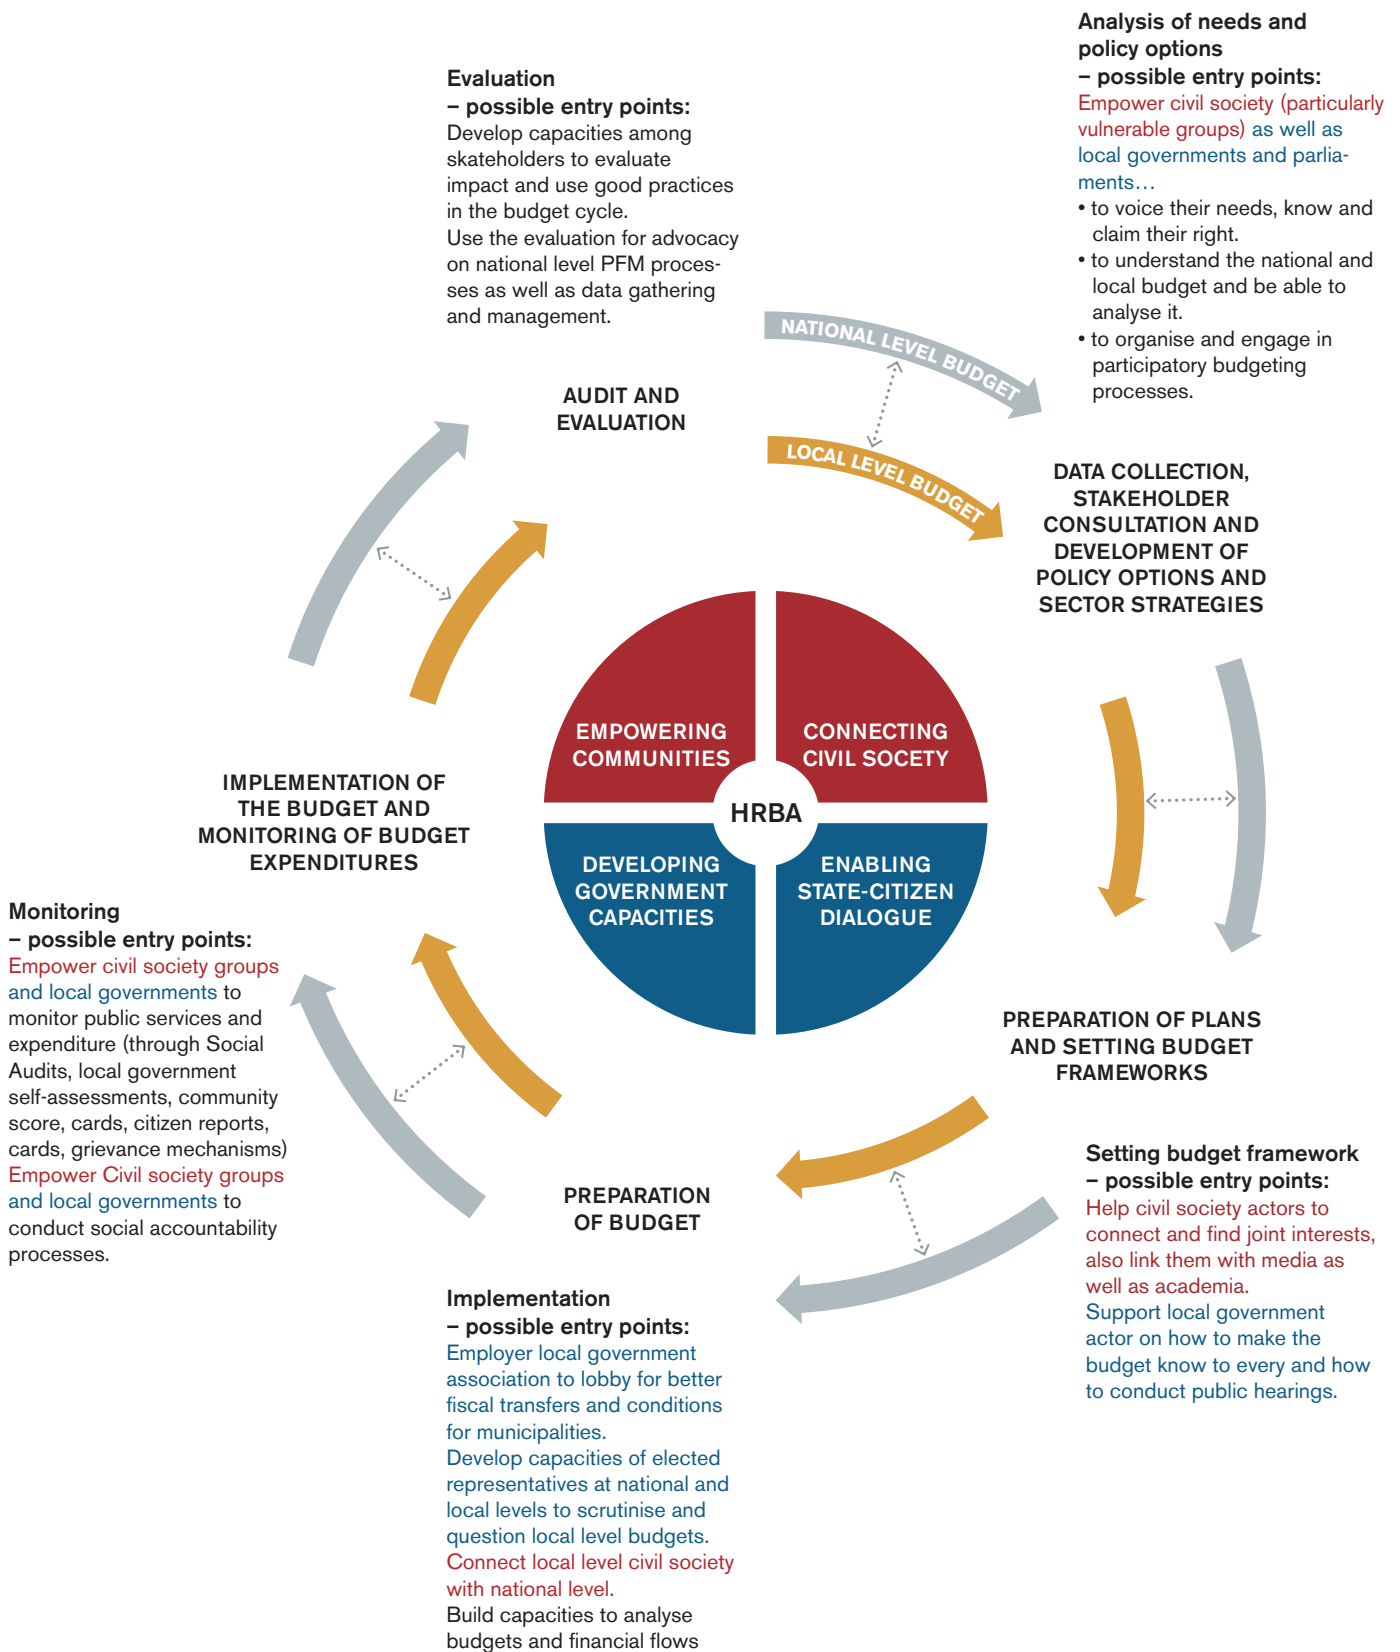 Analysis of needs and
policy options
– possible entry points:
Empower civil society (particularly
vulnerable groups) as well as
local governments and parlia-
ments…
• to voice their needs, know and
claim their right.
• to understand the national and
local budget and be able to
analyse it.
• to organise and engage in
participatory budgeting
processes.
Evaluation
– possible entry points:
Develop capacities among
skateholders to evaluate
impact and use good practices
in the budget cycle.
Use the evaluation for advocacy
on national level PFM proces-
ses as well as data gathering
and management.
NATIONAL LEVEL BUDGET
LOCAL LEVEL BUDGET
AUDIT AND
EVALUATION
DATA COLLECTION,
STAKEHOLDER
CONSULTATION AND
DEVELOPMENT OF
POLICY OPTIONS AND
SECTOR STRATEGIES
EMPOWERING
COMMUNITIES
CONNECTING
CIVIL SOCETY
HRBA
DEVELOPING
GOVERNMENT
CAPACITIES
ENABLING
STATE-CITIZEN
DIALOGUE
IMPLEMENTATION OF
THE BUDGET AND
MONITORING OF BUDGET
EXPENDITURES
Monitoring
– possible entry points:
Empower civil society groups
and local governments to
monitor public services and
expenditure (through Social
Audits, local government
self-assessments, community
score, cards, citizen reports,
cards, grievance mechanisms)
Empower Civil society groups
and local governments to
conduct social accountability
processes.
PREPARATION OF PLANS
AND SETTING BUDGET
FRAMEWORKS
Setting budget framework
– possible entry points:
Help civil society actors to
connect and find joint interests,
also link them with media as
well as academia.
Support local government
actor on how to make the
budget know to every and how
to conduct public hearings.
PREPARATION
OF BUDGET
Implementation
– possible entry points:
Employer local government
association to lobby for better
fiscal transfers and conditions
for municipalities.
Develop capacities of elected
representatives at national and
local levels to scrutinise and
question local level budgets.
Connect local level civil society
with national level.
Build capacities to analyse
budgets and financial flows